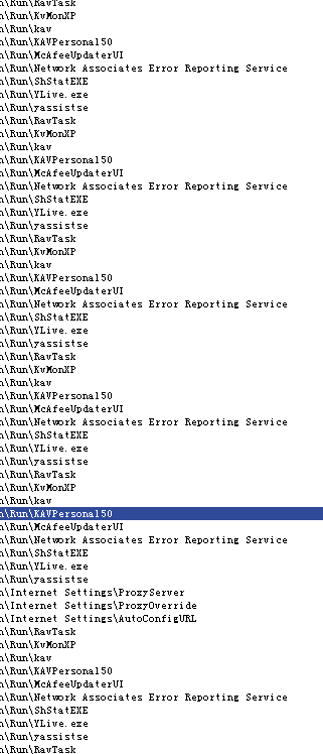 n\Run\RavTask
n\Run\KvMonXP
n\Run\kav
n\Run\KAVPersonal50
n\Run\McAfeeUpdaterUI
n\Run\Network Associates Error Reporting Service
n\Run\ShStatEXE
n\Run\YLive.exe
n\Run\yassistse
n\Run\RavTask
n\Run\KvMonXP
n\Run\kav
n\Run\KAVPersonal50
n\Run\McAfeeUpdaterUI
n\Run\Network Associates Error Reporting Service
n\Run\ShStatEXE
n\Run\YLive.exe
n\Run\yassistse
n\Run\RavTask
n\Run\KvMonXP
n\Run\kav
n\Run\KAVPersonal50
n\Run\McAfeeUpdaterUI
n\Run\Network Associates Error Reporting Service
n\Run\ShStatEXE
n\Run\YLive.exe
n\Run\yassistse
n\Run\RavTask
n\Run\KvMonXP
n\Run\kav
n\Run\KAVPersonal50
n\Run\McAfeeUpdaterUI
n\Run\Network Associates Error Reporting Service
n\Run\ShStatEXE
n\Run\YLive.exe
n\Run\yassistse
n\Run\RavTask
n\Run\KvMonXP
n\Run\kav
n\Run\KAVPersonal50
n\Run\McAfeeUpdaterUI
n\Run\Network Associates Error Reporting Service
n\Run\ShStatEXE
n\Run\YLive.exe
n\Run\yassistse
n\Internet Settings\ProxyServer
n\Internet Settings\ProxyOverride
n\Internet Settings\AutoConfigURL
n\Run\RavTask
n\Run\KvMonXP
n\Run\kav
n\Run\KAVPersonal50
n\Run\McAfeeUpdaterUI
n\Run\Network Associates Error Reporting Service
n\Run\ShStatEXE
n\Run\YLive.exe
n\Run\yassistse
n\Run\RavTask